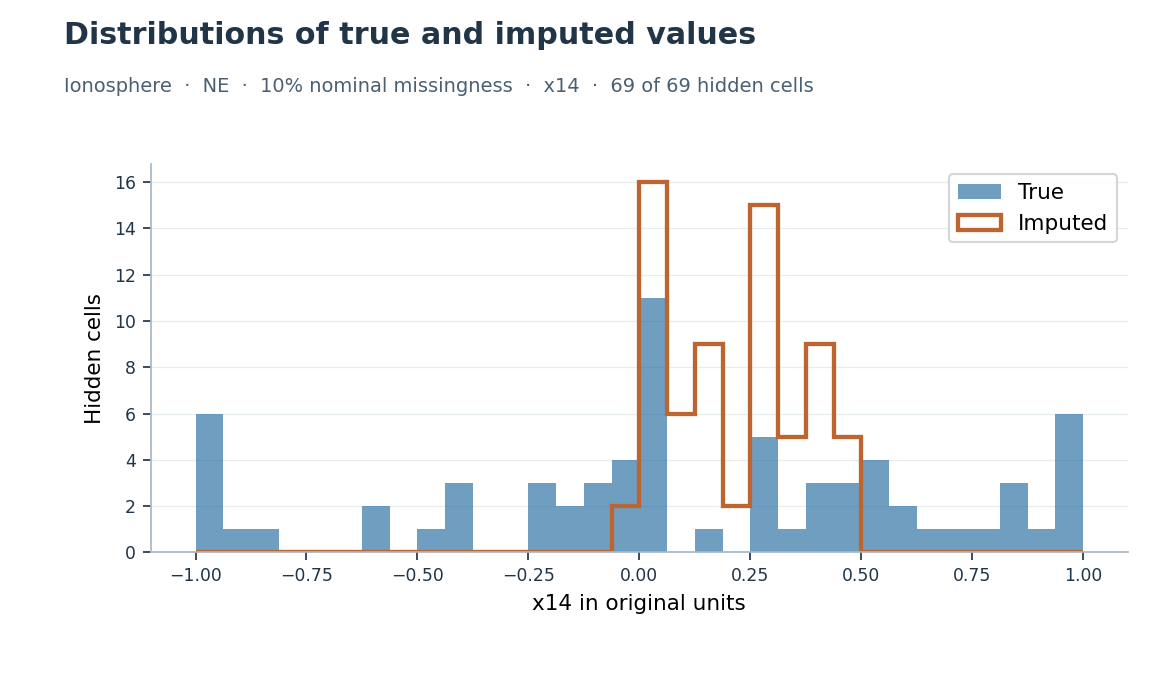 Distributions of true and imputed values
Ionosphere · NE · 10% nominal missingness · x14 · 69 of 69 hidden cells
16
14
12
10
8
6
4
2
0
Hidden cells
True
Imputed
−1.00 −0.75 −0.50 −0.25 0.00 0.25 0.50 0.75 1.00
x14 in original units